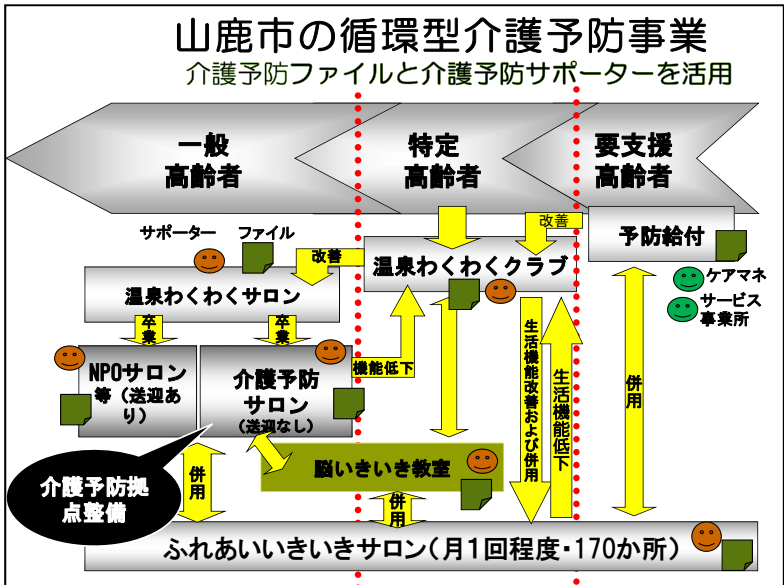 山鹿市の循環型介護予防事業
介護予防ファイルと介護予防サポーターを活用
一般
高齢者
特定
高齢者
要支援
高齢者
サポーター
ファイル
改善
改善
予防給付
温泉わくわくクラブ
ケアマネ
サービス
事業所
温泉わくわくサロン
卒業
卒業
NPOサロン
等（送迎あ
り）
介護予防
サロン
（送迎なし）
機能低下
生活機能改善および併用
生活機能低下
併用
脳いきいき教室
介護予防拠
点整備
併用
併用
ふれあいいきいきサロン（月１回程度・170か所）